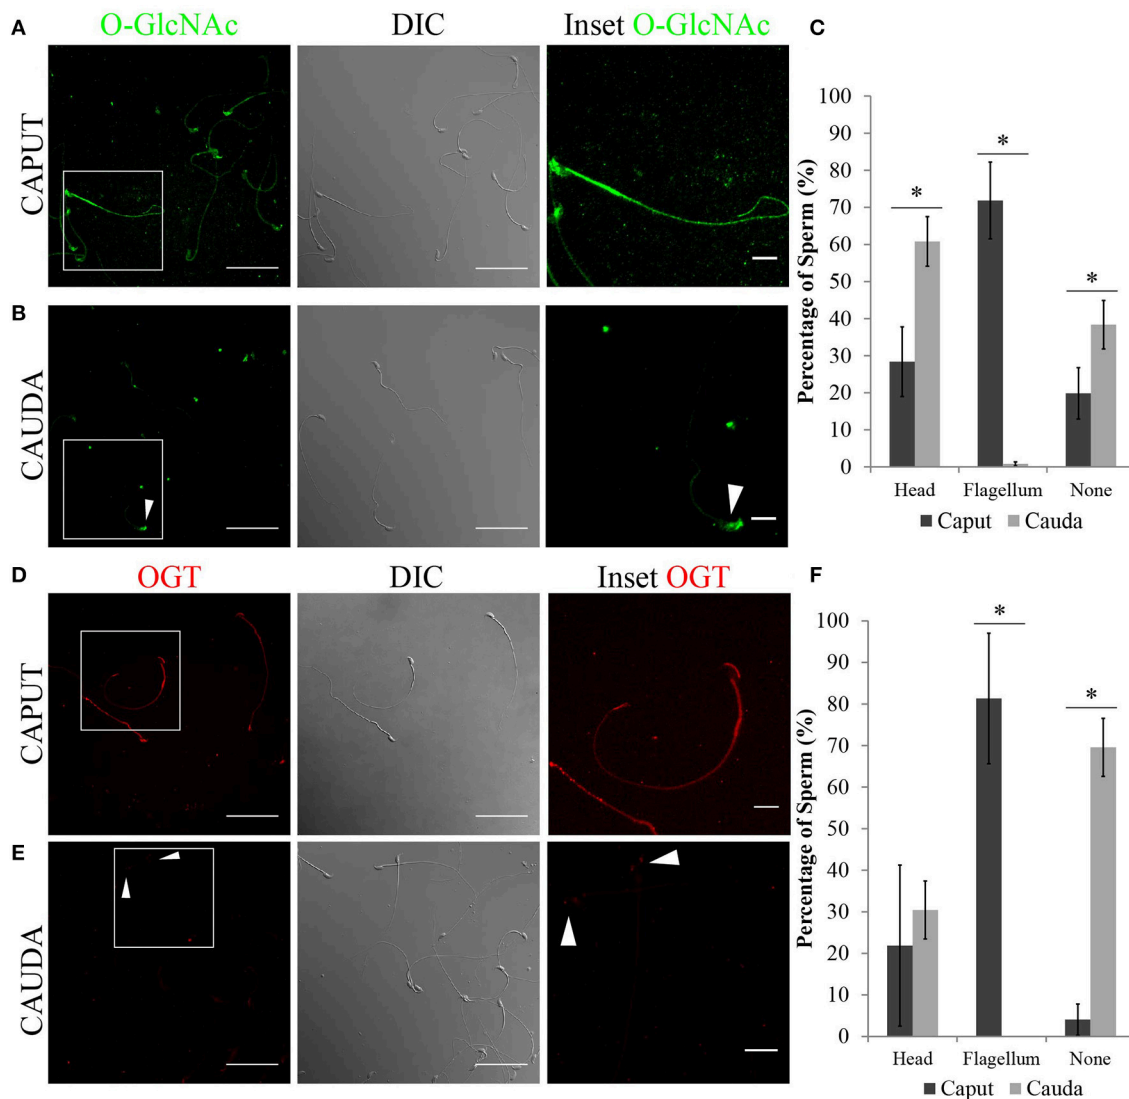 A
O-GlcNAc
DIC
Inset O-GlcNAc
CAPUT
B
CAUDA
C
Percentage of Sperm (%)
100
90
80
70
60
50
40
30
20
10
0
*
*
*
Head
Flagellum
None
Caput
Cauda
D
OGT
DIC
Inset OGT
CAPUT
E
CAUDA
F
Percentage of Sperm (%)
100
90
80
70
60
50
40
30
20
10
0
*
*
Head
Flagellum
None
Caput
Cauda